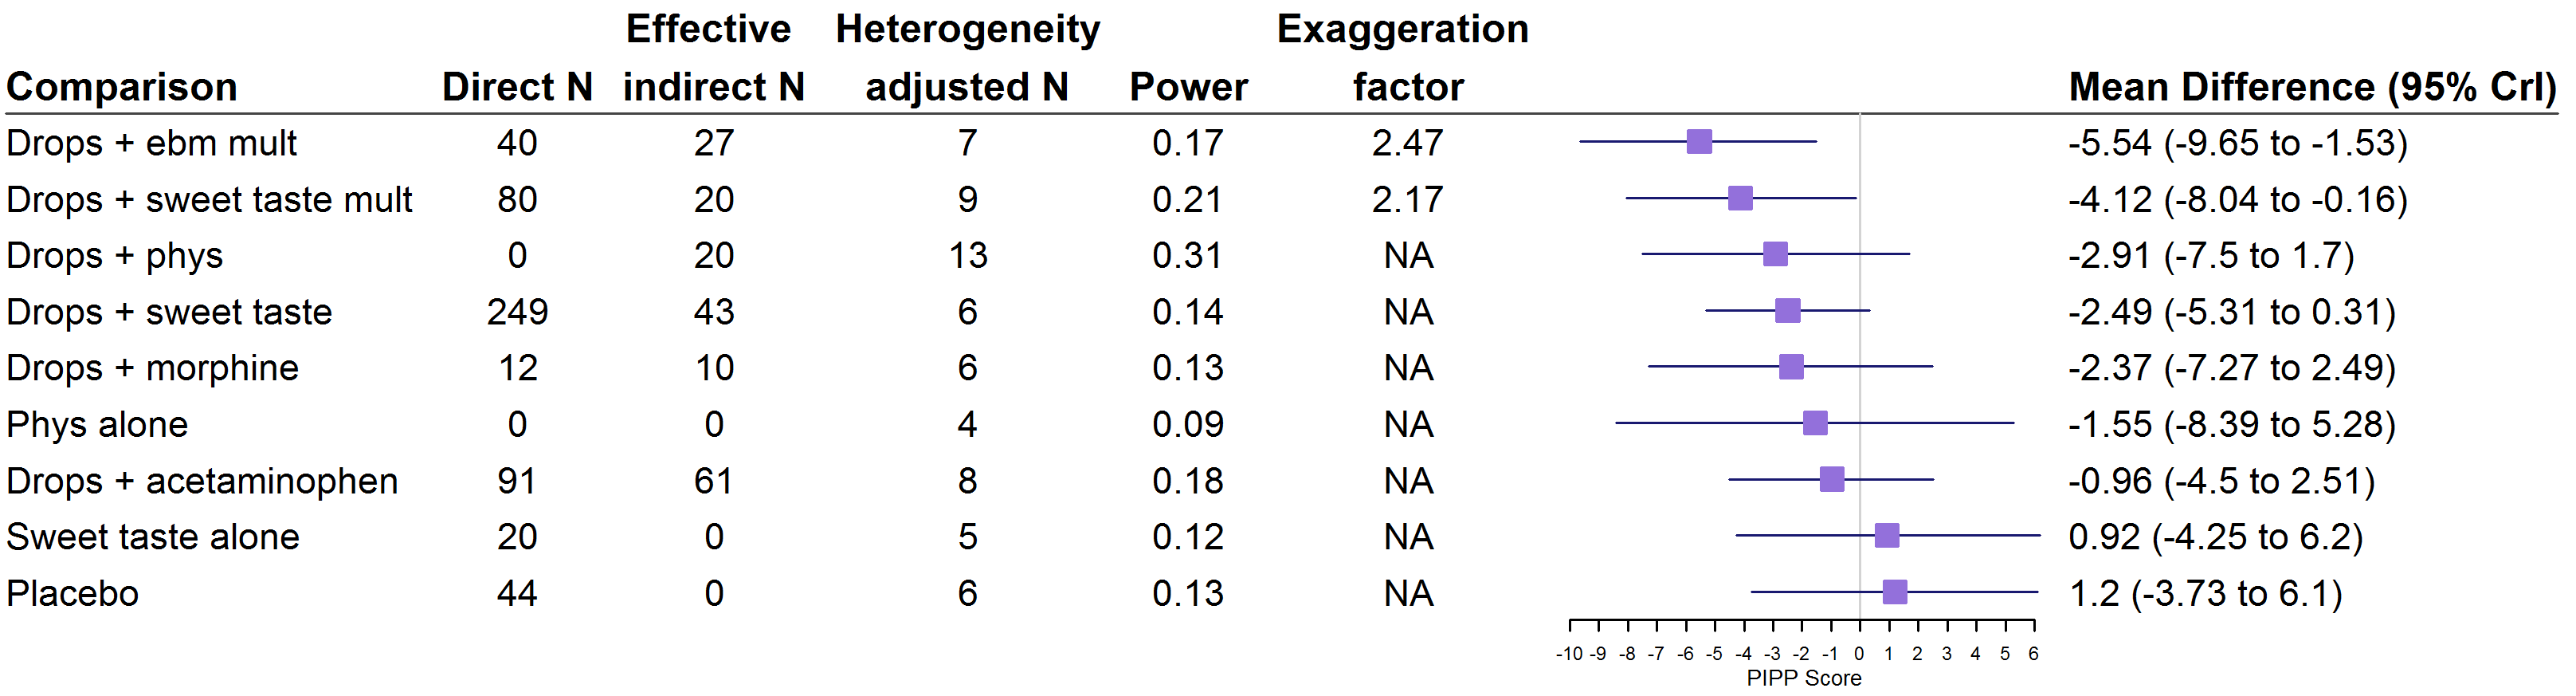 Effective Heterogeneity Exaggeration
Comparison Direct N indirect N adjusted N Power factor Mean Difference (95% CrI)
Drops + ebm mult 40 27 7 0.17 2.47 -5.54 (-9.65 to -1.53)
Drops + sweet taste mult 80 20 9 0.21 2.17 -4.12 (-8.04 to -0.16)
Drops + phys 0 20 13 0.31 NA -2.91 (-7.5 to 1.7)
Drops + sweet taste 249 43 6 0.14 NA -2.49 (-5.31 to 0.31)
Drops + morphine 12 10 6 0.13 NA -2.37 (-7.27 to 2.49)
Phys alone 0 0 4 0.09 NA -1.55 (-8.39 to 5.28)
Drops + acetaminophen 91 61 8 0.18 NA -0.96 (-4.5 to 2.51)
Sweet taste alone 20 0 5 0.12 NA 0.92 (-4.25 to 6.2)
Placebo 44 0 6 0.13 NA 1.2 (-3.73 to 6.1)
-10 -9 -8 -7 -6 -5 -4 -3 -2 -1 0 1 2 3 4 5 6
PIPP Score